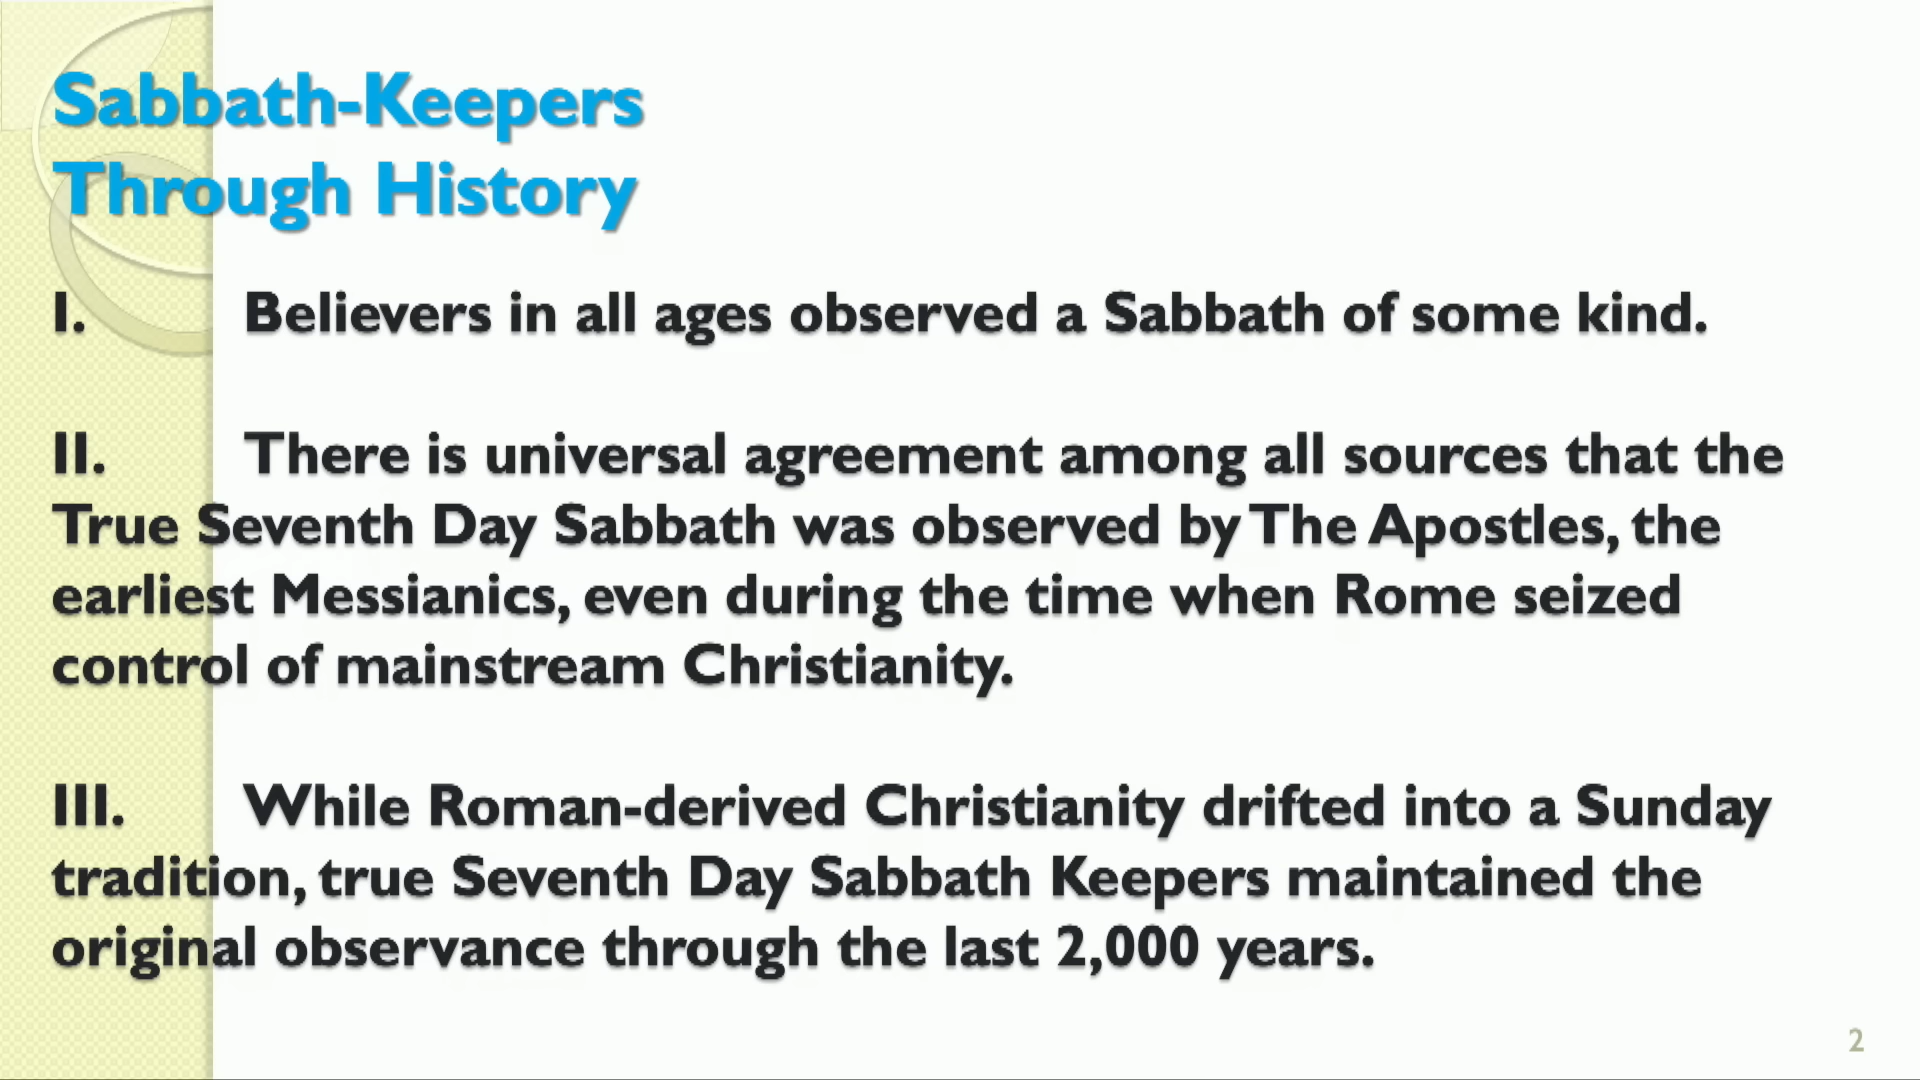 Sabbath-Keepers
Through History
I. Believers in all ages observed a Sabbath of some kind.
II. There is universal agreement among all sources that the
True Seventh Day Sabbath was observed by The Apostles, the
earliest Messianics, even during the time when Rome seized
control of mainstream Christianity.
III. While Roman-derived Christianity drifted into a Sunday
tradition, true Seventh Day Sabbath Keepers maintained the
original observance through the last 2,000 years.
2